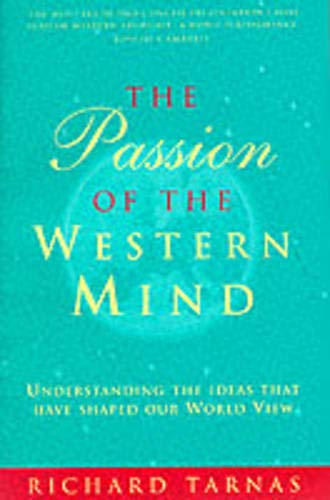 THE
Passion
OF THE
WESTERN
MIND
UNDERSTANDING THE IDEAS THAT
HAVE SHAPED OUR WORLD VIEW
RICHARD TARNAS